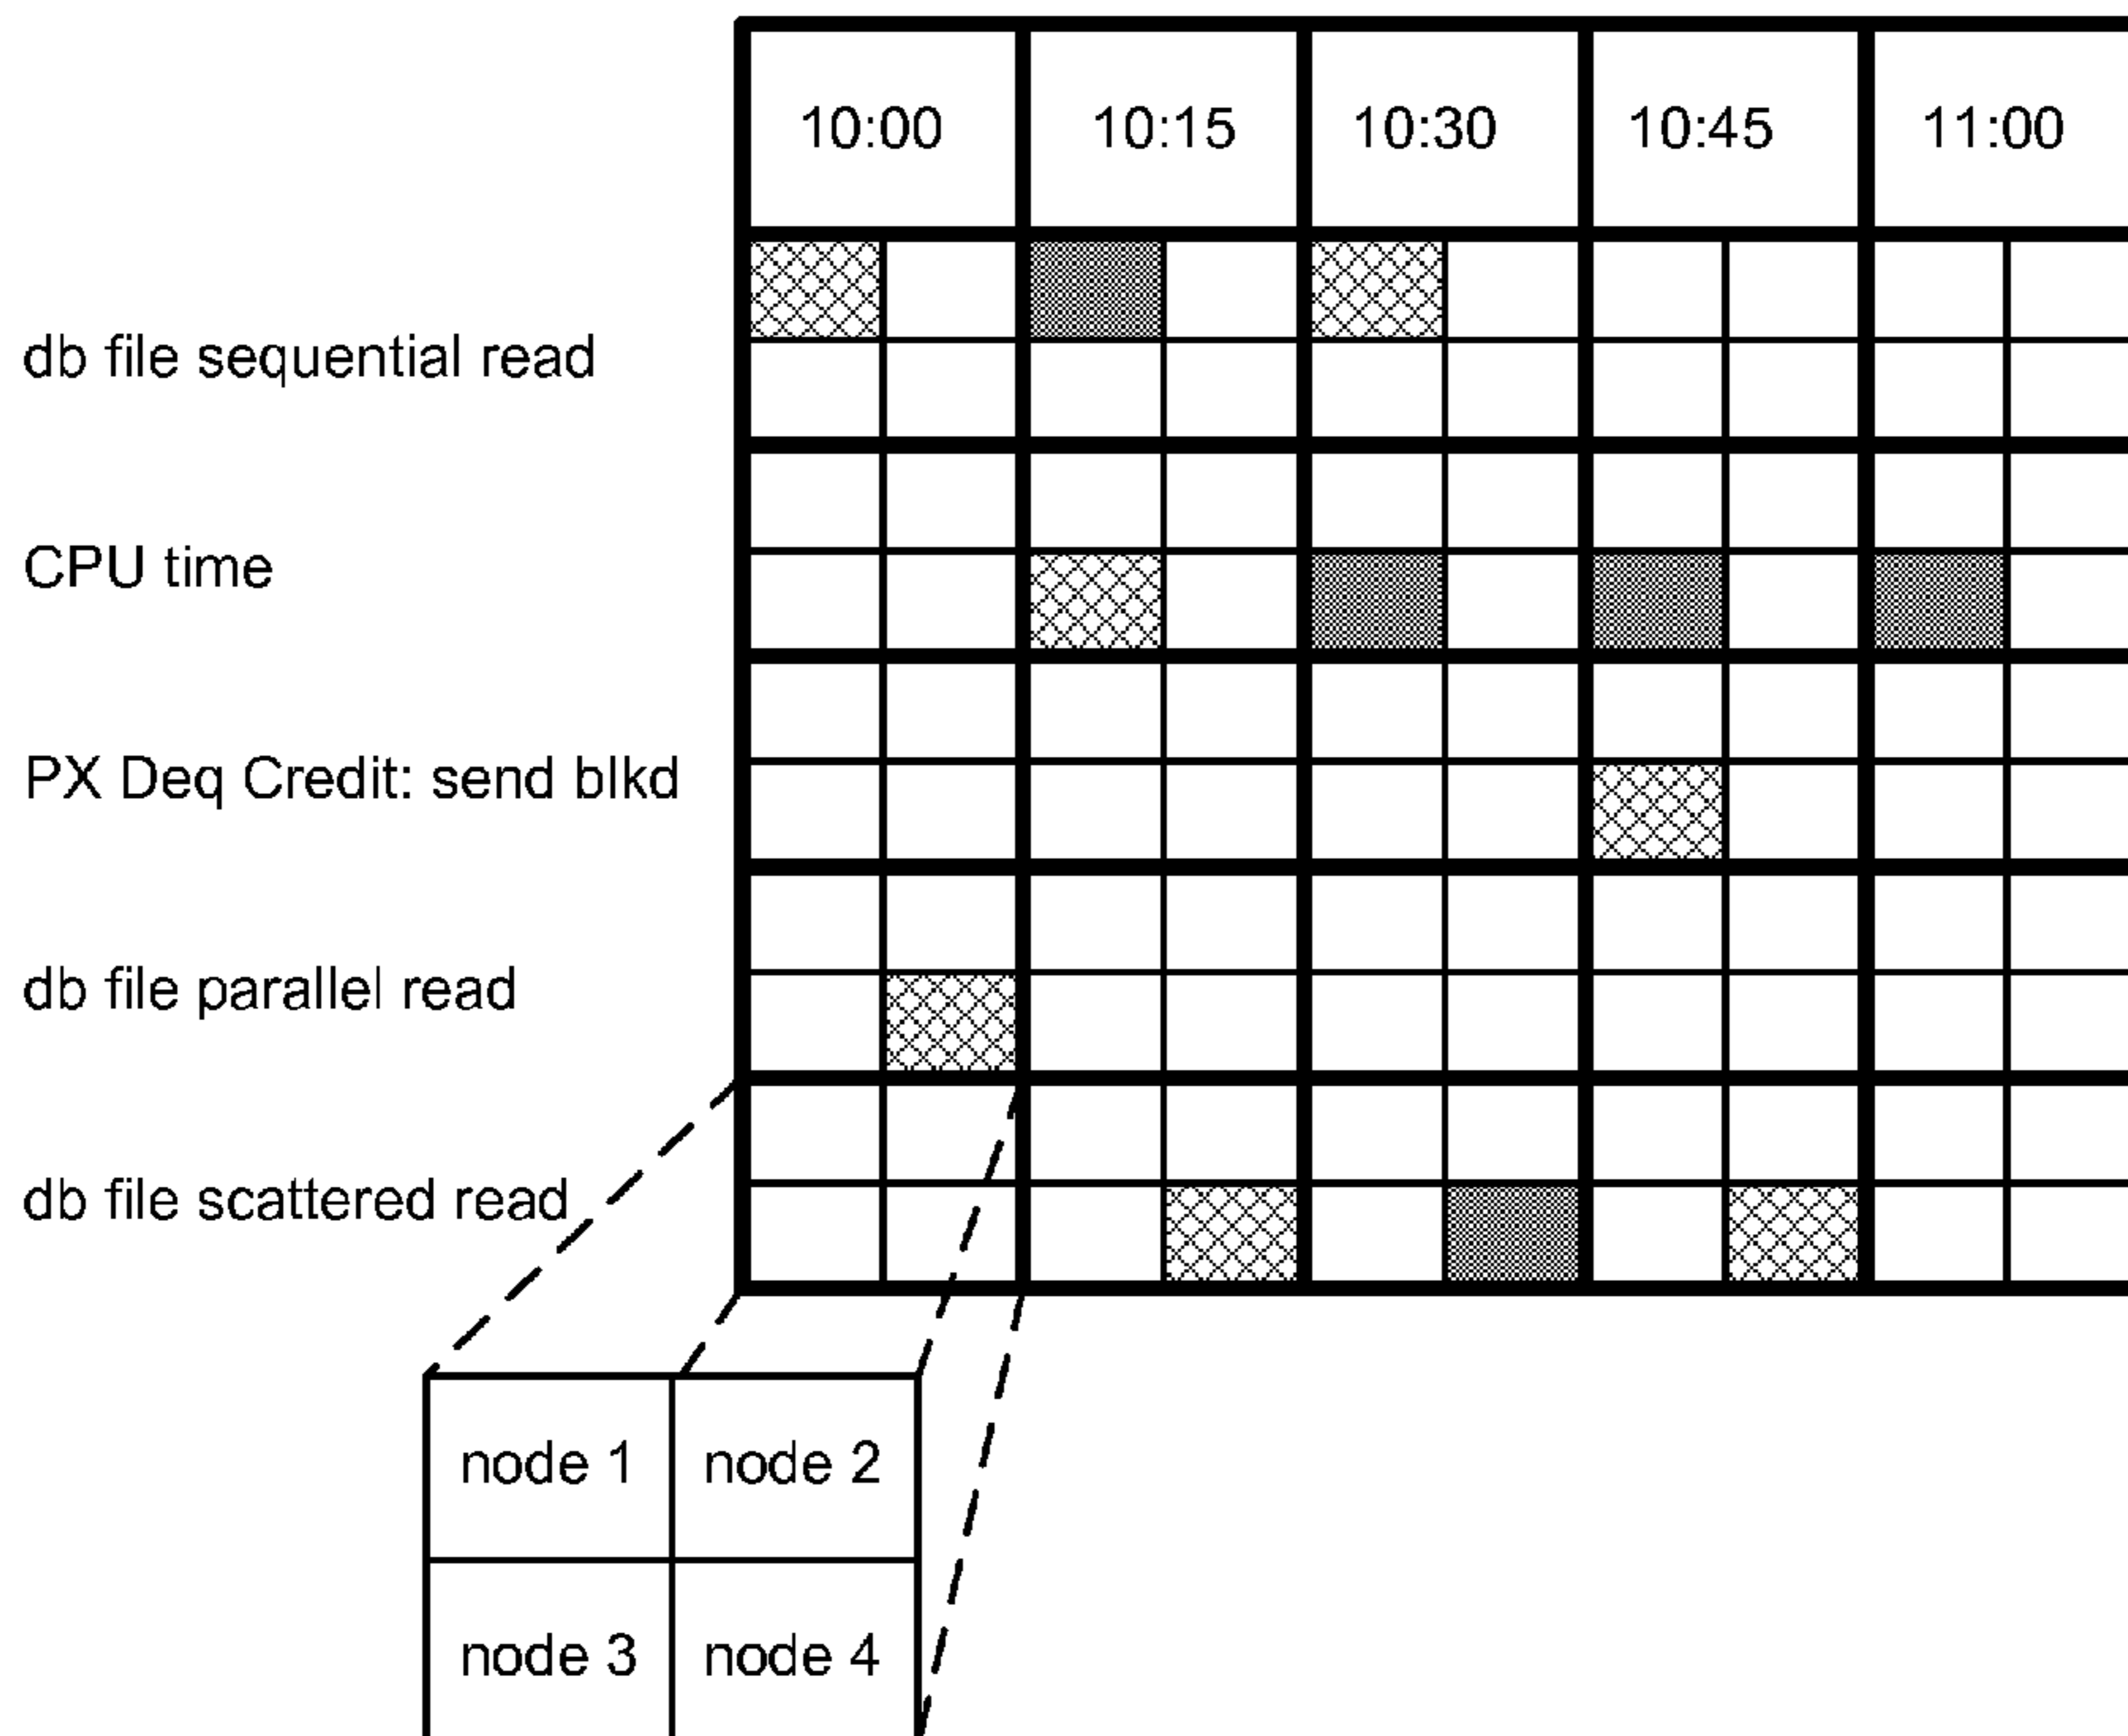 10:00 10:15 10:30 10:45 11:00
db file sequential read
CPU time
PX Deq Credit: send blkd
db file parallel read
db file scattered read
node 1 node 2
node 3 node 4